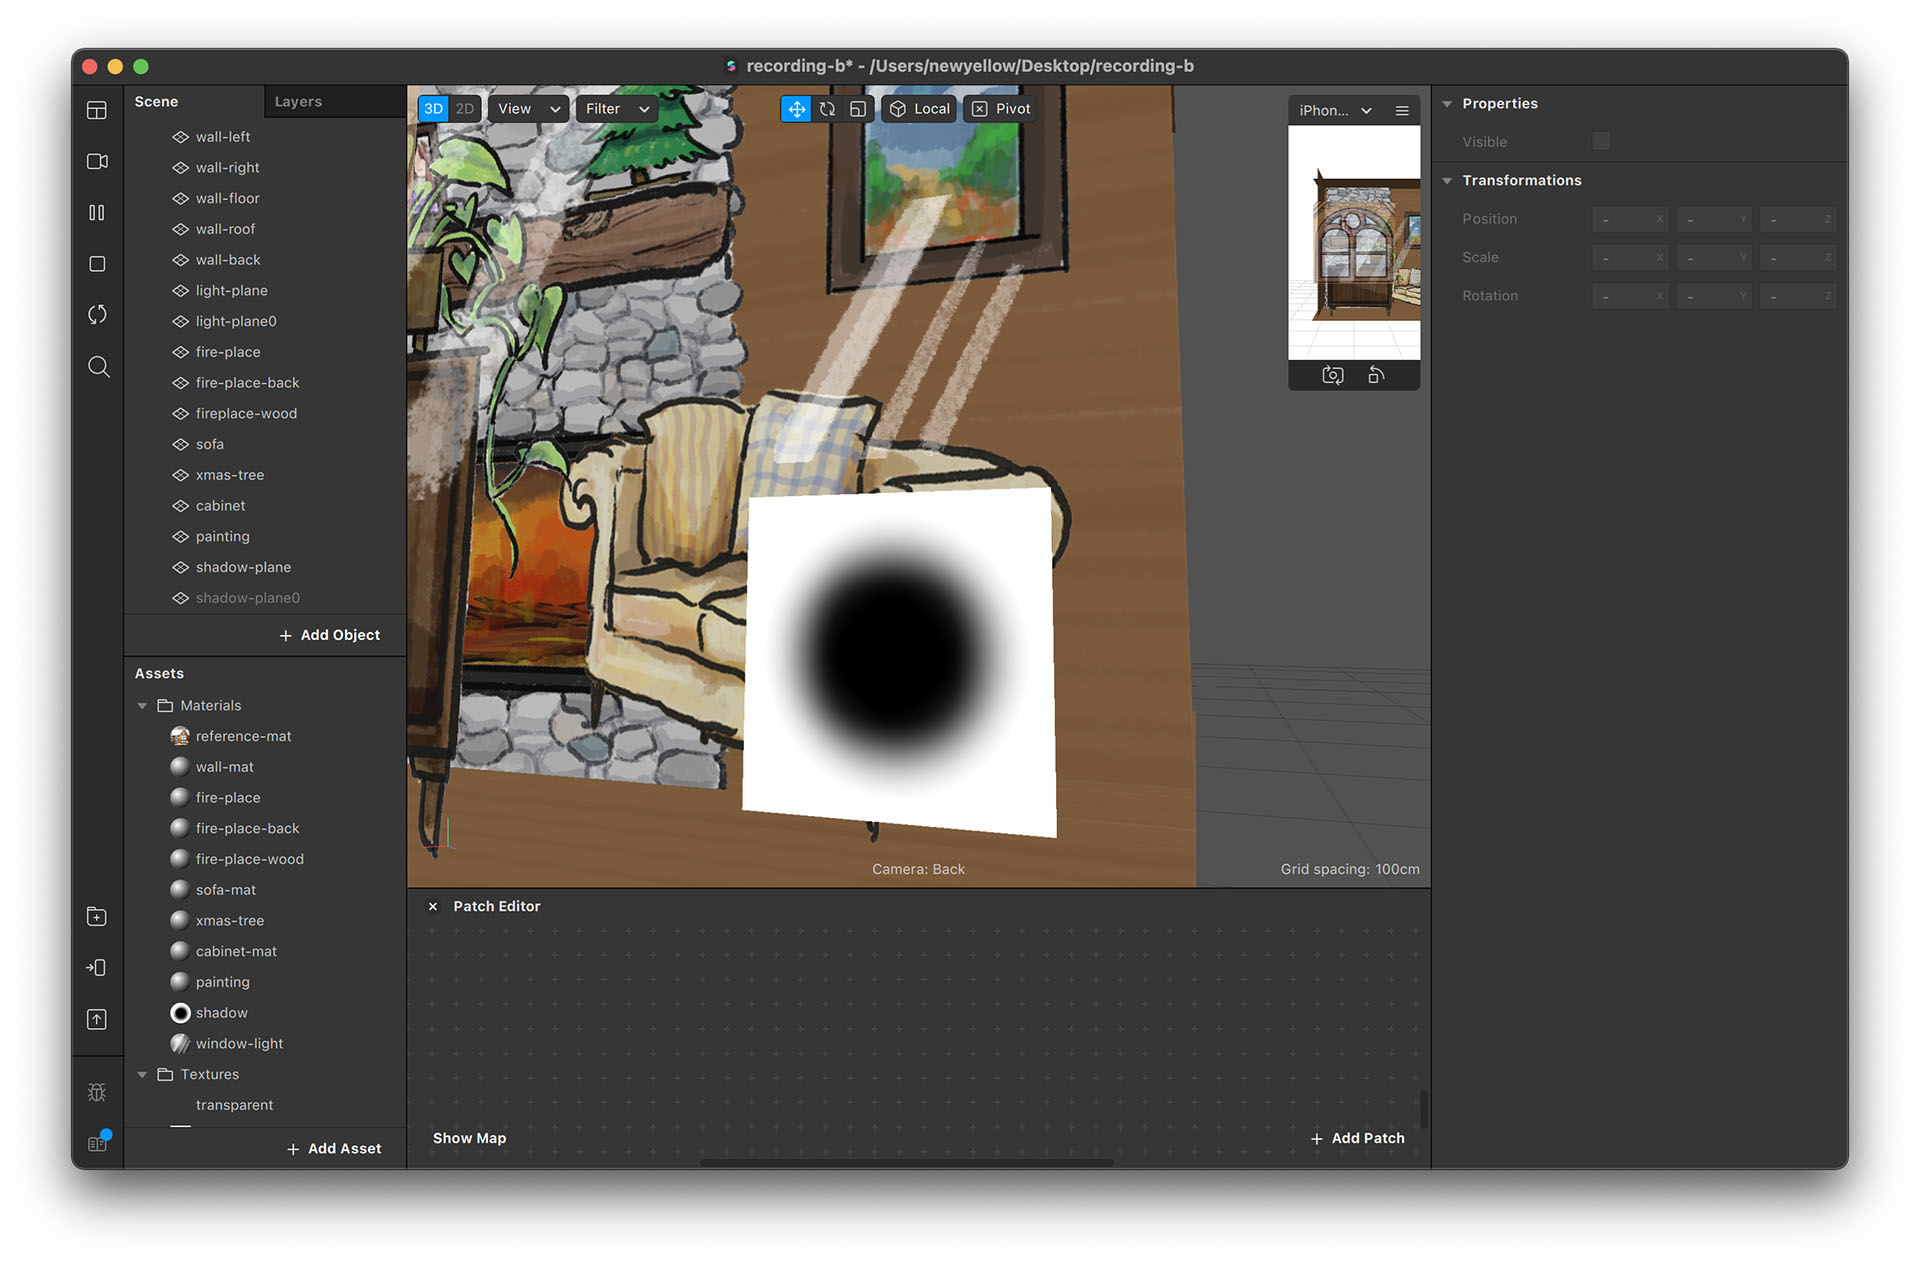 recording-b* - /Users/newyellow/Desktop/recording-b
Scene
Layers
wall-left
wall-right
wall-floor
wall-roof
wall-back
light-plane
light-plane0
fire-place
fire-place-back
fireplace-wood
sofa
xmas-tree
cabinet
painting
shadow-plane
shadow-plane0
+ Add Object
Assets
Materials
reference-mat
wall-mat
fire-place
fire-place-back
fire-place-wood
sofa-mat
xmas-tree
cabinet-mat
painting
shadow
window-light
Textures
transparent
+ Add Asset
3D 2D View Filter Local Pivot
iPhon...
Camera: Back
Grid spacing: 100cm
Patch Editor
Show Map
+ Add Patch
Properties
Visible
Transformations
Position - X - Y - Z
Scale - X - Y - Z
Rotation - X - Y - Z